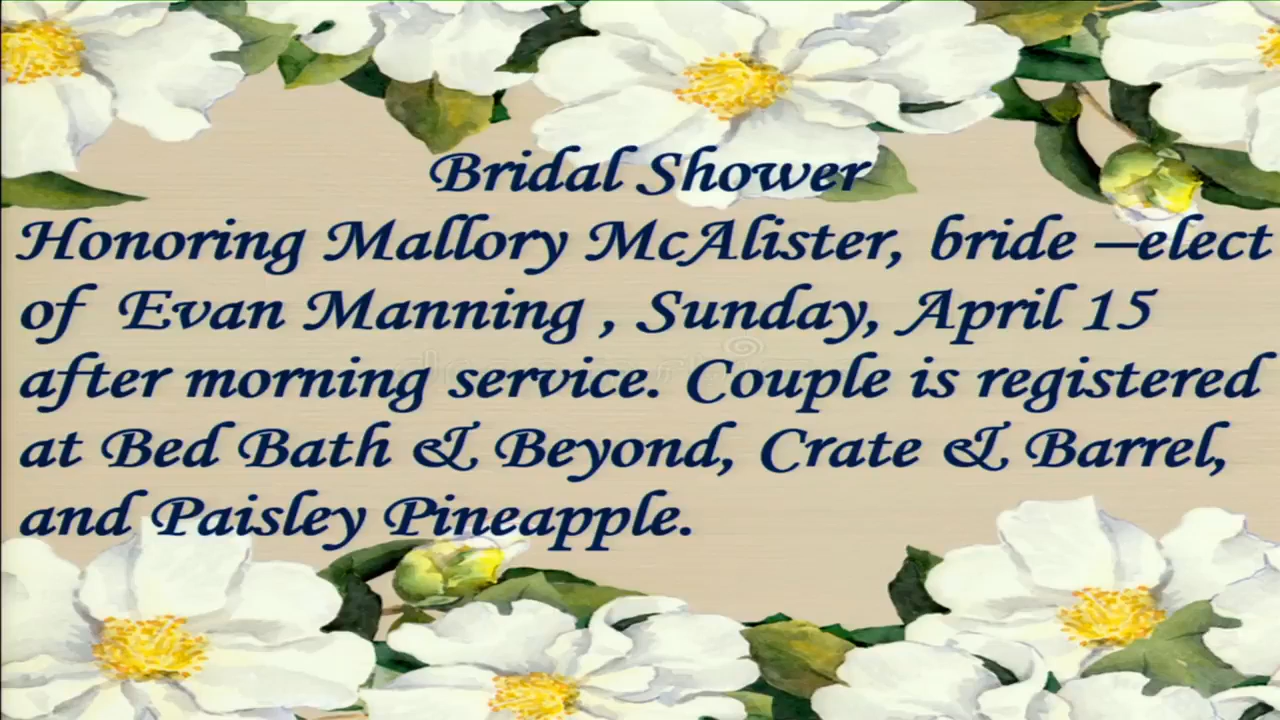 Bridal Shower
Honoring Mallory McAlister, bride –elect
of Evan Manning , Sunday, April 15
after morning service. Couple is registered
at Bed Bath & Beyond, Crate & Barrel,
and Paisley Pineapple.